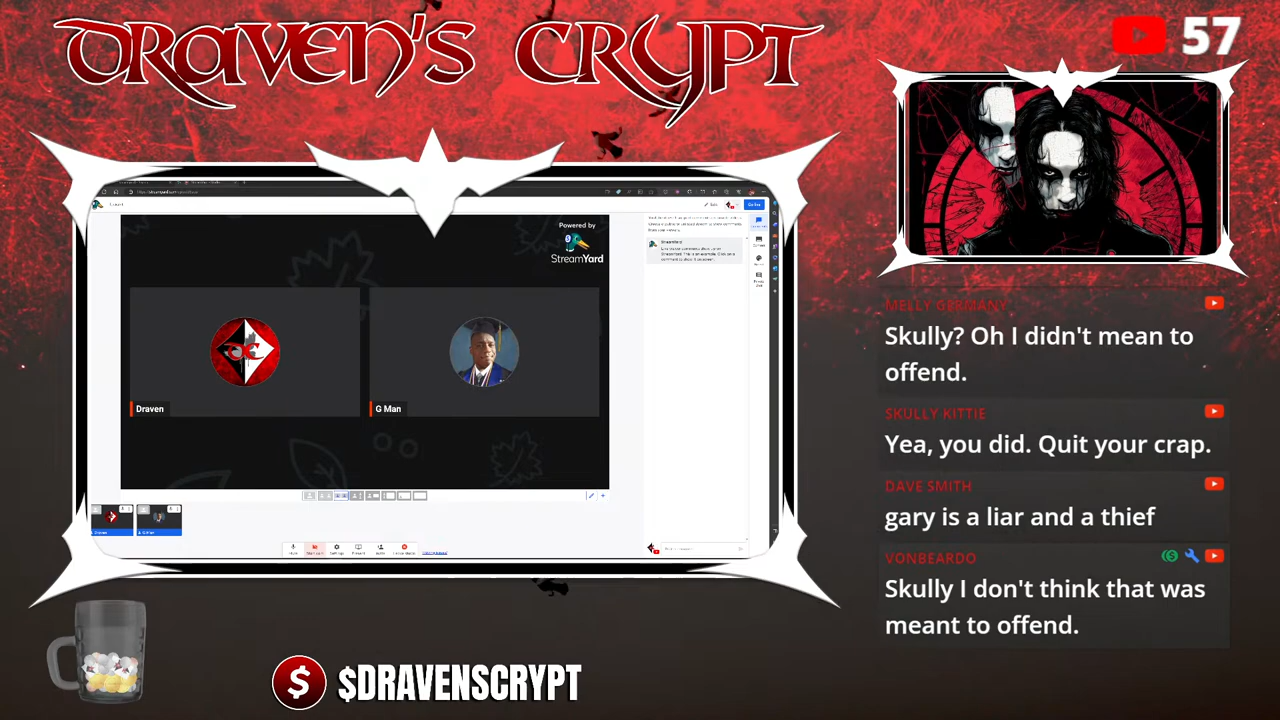 DRAVEN'S CRYPT
57
Powered by
StreamYard
Draven
G Man
MELLY GERMANY
Skully? Oh I didn't mean to
offend.
SKULLY KITTIE
Yea, you did. Quit your crap.
DAVE SMITH
gary is a liar and a thief
VONBEARDO
Skully I don't think that was
meant to offend.
$ $DRAVENSCRYPT